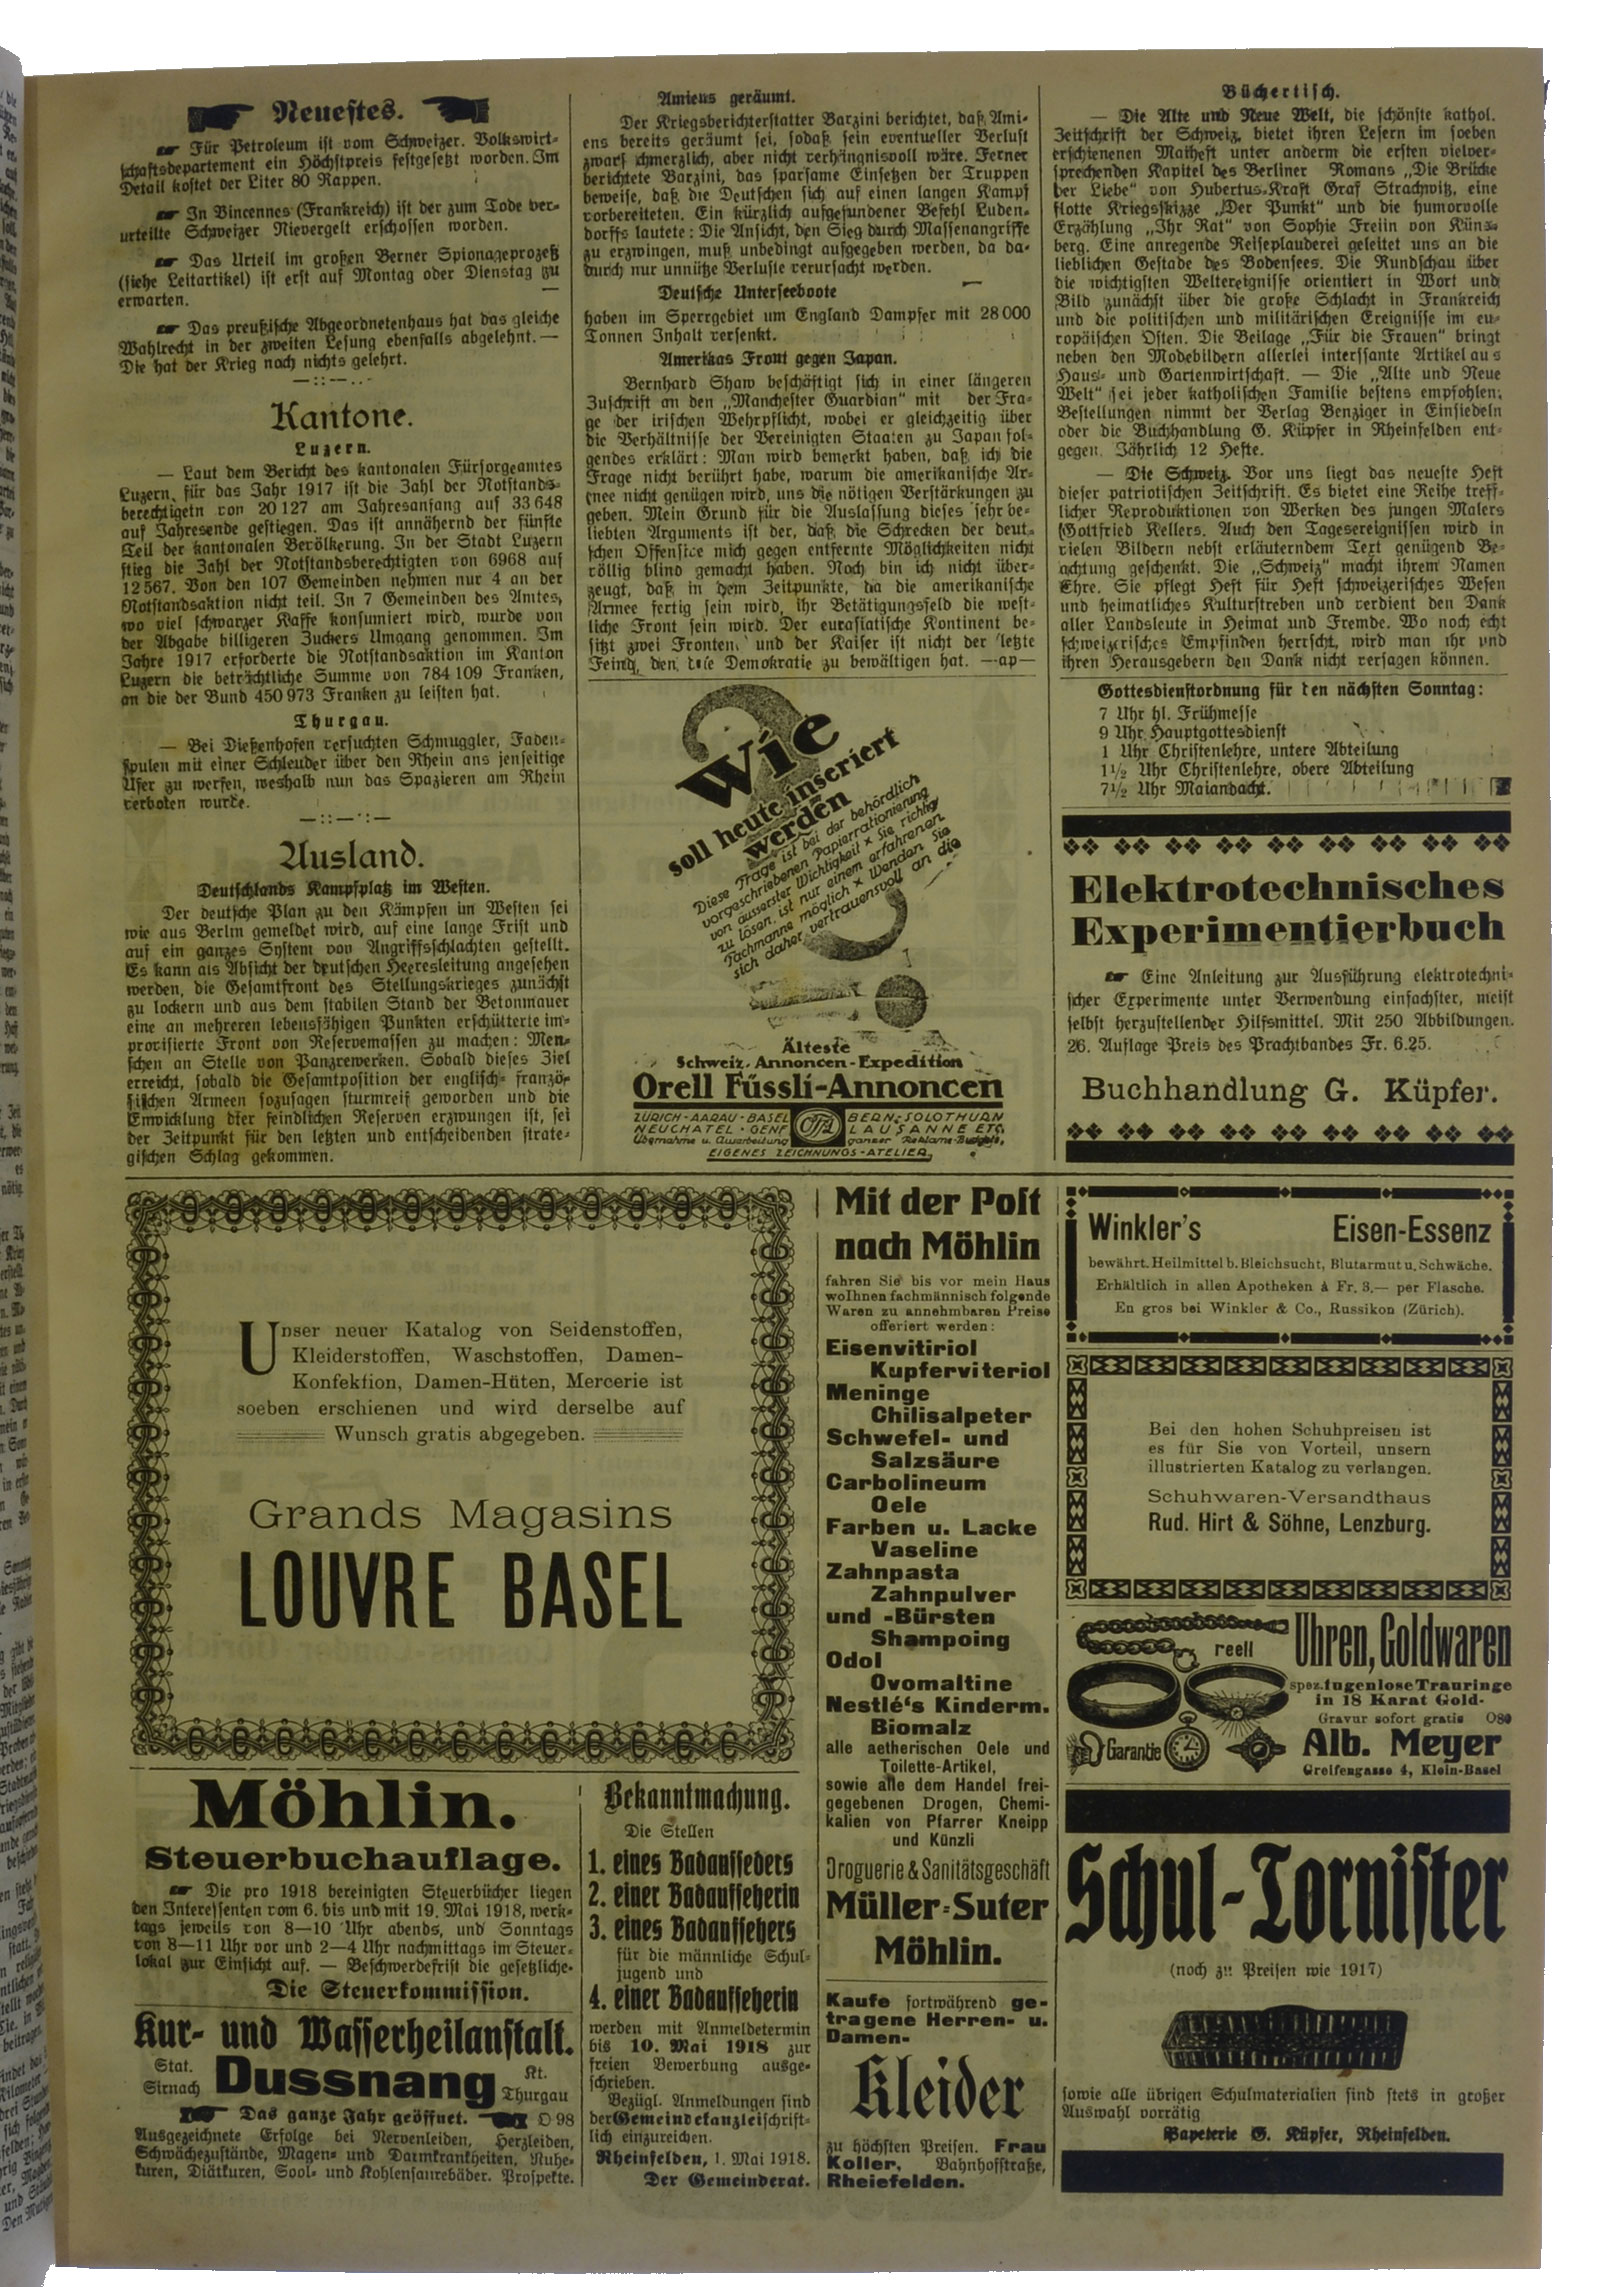 Neuestes.
Für Petroleum ist vom Schweizer. Volkswirt-
schaftsdepartement ein Höchstpreis festgesetzt worden. Im
Detail kostet der Liter 80 Rappen.
In Vincennes (Frankreich) ist der zum Tode ver-
urteilte Schweizer Nievergelt erschossen worden.
Das Urteil im großen Berner Spionageprozeß
(siehe Leitartikel) ist erst auf Montag oder Dienstag zu
erwarten.
Das preußische Abgeordnetenhaus hat das gleiche
Wahlrecht in der zweiten Lesung ebenfalls abgelehnt. —
Die hat der Krieg noch nichts gelehrt.
Kantone.
Luzern.
— Laut dem Bericht des kantonalen Fürsorgeamtes
Luzern, für das Jahr 1917 ist die Zahl der Notstands-
berechtigetn von 20 127 am Jahresanfang auf 33 648
auf Jahresende gestiegen. Das ist annähernd der fünfte
Teil der kantonalen Bevölkerung. In der Stadt Luzern
stieg die Zahl der Notstandsberechtigten von 6968 auf
12 567. Von den 107 Gemeinden nehmen nur 4 an der
Notstandsaktion nicht teil. In 7 Gemeinden des Amtes,
wo viel schwarzer Kaffe konsumiert wird, wurde von
der Abgabe billigeren Zuckers Umgang genommen. Im
Jahre 1917 erforderte die Notstandsaktion im Kanton
Luzern die beträchtliche Summe von 784 109 Franken,
an die der Bund 450 973 Franken zu leisten hat.
Thurgau.
— Bei Dießenhofen versuchten Schmuggler, Faden-
spulen mit einer Schleuder über den Rhein ans jenseitige
Ufer zu werfen, weshalb nun das Spazieren am Rhein
verboten wurde.
Ausland.
Deutschlands Kampfplatz im Westen.
Der deutsche Plan zu den Kämpfen im Westen sei
wie aus Berlin gemeldet wird, auf eine lange Frist und
auf ein ganzes System von Angriffsschlachten gestellt.
Es kann als Absicht der deutschen Heeresleitung angesehen
werden, die Gesamtfront des Stellungskrieges zunächst
zu lockern und aus dem stabilen Stand der Betonmauer
eine an mehreren lebensfähigen Punkten erschütterte im-
provisierte Front von Reservemassen zu machen: Men-
schen an Stelle von Panzrewerken. Sobald dieses Ziel
erreicht, sobald die Gesamtposition der englisch- franzö-
sischen Armeen sozusagen sturmreif geworden und die
Entwicklung dter feindlichen Reserven erzwungen ist, sei
der Zeitpunkt für den letzten und entscheidenden strate-
gischen Schlag gekommen.
Amiens geräumt.
Der Kriegsberichterstatter Barzini berichtet, daß Ami-
ens bereits geräumt sei, sodaß sein eventueller Verlust
zwars schmerzlich, aber nicht verhängnisvoll wäre. Ferner
berichtete Barzini, das sparsame Einsetzen der Truppen
beweise, daß die Deutschen sich auf einen langen Kampf
vorbereiteten. Ein kürzlich aufgefundener Befehl Luden-
dorffs lautete: Die Ansicht, den Sieg durch Massenangriffe
zu erzwingen, muß unbedingt aufgegeben werden, da da-
durch nur unnütze Verluste verursacht werden.
Deutsche Unterseeboote
haben im Sperrgebiet um England Dampfer mit 28 000
Tonnen Inhalt versenkt.
Amerikas Front gegen Japan.
Bernhard Shaw beschäftigt sich in einer längeren
Zuschrift an den „Manchester Guardian" mit der Fra-
ge der irischen Wehrpflicht, wobei er gleichzeitig über
die Verhältnisse der Vereinigten Staaten zu Japan fol-
gendes erklärt: Man wird bemerkt haben, daß ich die
Frage nicht berührt habe, warum die amerikanische Ar-
mee nicht genügen wird, uns die nötigen Verstärkungen zu
geben. Mein Grund für die Auslassung dieses sehr be-
liebten Arguments ist der, daß die Schrecken der deut-
schen Offensive mich gegen entfernte Möglichkeiten nicht
völlig blind gemacht haben. Noch bin ich nicht über-
zeugt, daß in dem Zeitpunkte, da die amerikanische
Armee fertig sein wird, ihr Betätigungsfeld die west-
liche Front sein wird. Der eurasiatische Kontinent be-
sitzt zwei Fronten, und der Kaiser ist nicht der letzte
Feind, den die Demokratie zu bewältigen hat. —ap—
Wie
soll heute inseriert
werden
Diese Frage ist bei der behördlich
vorgeschriebenen Papierrationierung
von äusserster Wichtigkeit x Sie richtig
zu lösen, ist nur einem erfahrenen
Fachmanne möglich x Wenden Sie
sich daher vertrauensvoll an die
Älteste
Schweiz. Annoncen-Expedition
Orell Füssli-Annoncen
ZÜRICH-AARAU-BASEL BERN-SOLOTHURN
NEUCHATEL-GENF OFA LAUSANNE ETC.
Übernahme u. Ausarbeitung ganzer Reklame-Budgets,
EIGENES ZEICHNUNGS-ATELIER,
Büchertisch.
— Die Alte und Neue Welt, die schönste kathol.
Zeitschrift der Schweiz, bietet ihren Lesern im soeben
erschienenen Maiheft unter anderm die ersten vielver-
sprechenden Kapitel des Berliner Romans „Die Brücke
der Liebe" von Hubertus-Kraft Graf Strachwitz, eine
flotte Kriegsskizze „Der Punkt" und die humorvolle
Erzählung „Ihr Rat" von Sophie Freiin von Küns-
berg. Eine anregende Reiseplauderei geleitet uns an die
lieblichen Gestade des Bodensees. Die Rundschau über
die wichtigsten Weltereignisse orientiert in Wort und
Bild zunächst über die große Schlacht in Frankreich
und die politischen und militärischen Ereignisse im eu-
ropäischen Osten. Die Beilage „Für die Frauen" bringt
neben den Modebildern allerlei interssante Artikel aus
Haus- und Gartenwirtschaft. — Die „Alte und Neue
Welt" sei jeder katholischen Familie bestens empfohlen.
Bestellungen nimmt der Verlag Benziger in Einsiedeln
oder die Buchhandlung G. Küpfer in Rheinfelden ent-
gegen. Jährlich 12 Hefte.
— Die Schweiz. Vor uns liegt das neueste Heft
dieser patriotischen Zeitschrift. Es bietet eine Reihe treff-
licher Reproduktionen von Werken des jungen Malers
Gottfried Kellers. Auch den Tagesereignissen wird in
vielen Bildern nebst erläuterndem Text genügend Be-
achtung geschenkt. Die „Schweiz" macht ihrem Namen
Ehre. Sie pflegt Heft für Heft schweizerisches Wesen
und heimatliches Kulturstreben und verdient den Dank
aller Landsleute in Heimat und Fremde. Wo noch echt
schweizerisches Empfinden herrscht, wird man ihr und
ihren Herausgebern den Dank nicht versagen können.
Gottesdienstordnung für den nächsten Sonntag:
7 Uhr hl. Frühmesse
9 Uhr Hauptgottesdienst
1 Uhr Christenlehre, untere Abteilung
1½ Uhr Christenlehre, obere Abteilung
7½ Uhr Maiandacht.
Elektrotechnisches
Experimentierbuch
Eine Anleitung zur Ausführung elektrotechni-
scher Experimente unter Verwendung einfachster, meist
selbst herzustellender Hilfsmittel. Mit 250 Abbildungen.
26. Auflage Preis des Prachtbandes Fr. 6.25.
Buchhandlung G. Küpfer.
Unser neuer Katalog von Seidenstoffen,
Kleiderstoffen, Waschstoffen, Damen-
Konfektion, Damen-Hüten, Mercerie ist
soeben erschienen und wird derselbe auf
Wunsch gratis abgegeben.
Grands Magasins
LOUVRE BASEL
Möhlin.
Steuerbuchauflage.
Die pro 1918 bereinigten Steuerbücher liegen
den Interessenten vom 6. bis und mit 19. Mai 1918, werk-
tags jeweils von 8—10 Uhr abends, und Sonntags
von 8—11 Uhr vor und 2—4 Uhr nachmittags im Steuer-
lokal zur Einsicht auf. — Beschwerdefrist die gesetzliche.
Die Steuerkommission.
Kur- und Wasserheilanstalt.
Stat. Sirnach Dussnang Kt. Thurgau
Das ganze Jahr geöffnet. O 98
Ausgezeichnete Erfolge bei Nervenleiden, Herzleiden,
Schwächezustände, Magen- und Darmkrankheiten, Ruhe-
kuren, Diätkuren, Sool- und Kohlensaurebäder. Prospekte.
Bekanntmachung.
Die Stellen
1. eines Badaufseders
2. einer Badaufseherin
3. eines Badaufsehers
für die männliche Schul-
jugend und
4. einer Badaufseherin
werden mit Anmeldetermin
bis 10. Mai 1918 zur
freien Bewerbung ausge-
schrieben.
Bezügl. Anmeldungen sind
der Gemeindekanzlei schrift-
lich einzureichen.
Rheinfelden, 1. Mai 1918.
Der Gemeinderat.
Mit der Post
nach Möhlin
fahren Sie bis vor mein Haus
woIhnen fachmännisch folgende
Waren zu annehmbaren Preise
offeriert werden:
Eisenvitiriol
Kupferviteriol
Meninge
Chilisalpeter
Schwefel- und
Salzsäure
Carbolineum
Oele
Farben u. Lacke
Vaseline
Zahnpasta
Zahnpulver
und -Bürsten
Shampoing
Odol
Ovomaltine
Nestlé's Kinderm.
Biomalz
alle aetherischen Oele und
Toilette-Artikel,
sowie alle dem Handel frei-
gegebenen Drogen, Chemi-
kalien von Pfarrer Kneipp
und Künzli
Droguerie & Sanitätsgeschäft
Müller-Suter
Möhlin.
Kaufe fortwährend ge-
tragene Herren- u.
Damen-
Kleider
zu höchsten Preisen. Frau
Koller, Bahnhofstraße,
Rheiefelden.
Winkler's Eisen-Essenz
bewährt. Heilmittel b. Bleichsucht, Blutarmut u. Schwäche.
Erhältlich in allen Apotheken à Fr. 3.— per Flasche.
En gros bei Winkler & Co., Russikon (Zürich).
Bei den hohen Schuhpreisen ist
es für Sie von Vorteil, unsern
illustrierten Katalog zu verlangen.
Schuhwaren-Versandthaus
Rud. Hirt & Söhne, Lenzburg.
reell Uhren, Goldwaren
spez. fugenlose Trauringe
in 18 Karat Gold-
Gravur sofort gratis
Garantie Alb. Meyer
Greifengasse 4, Klein-Basel
Schul-Tornister
(noch zu Preisen wie 1917)
sowie alle übrigen Schulmaterialien sind stets in großer
Auswahl vorrätig
Papeterie G. Küpfer, Rheinfelden.